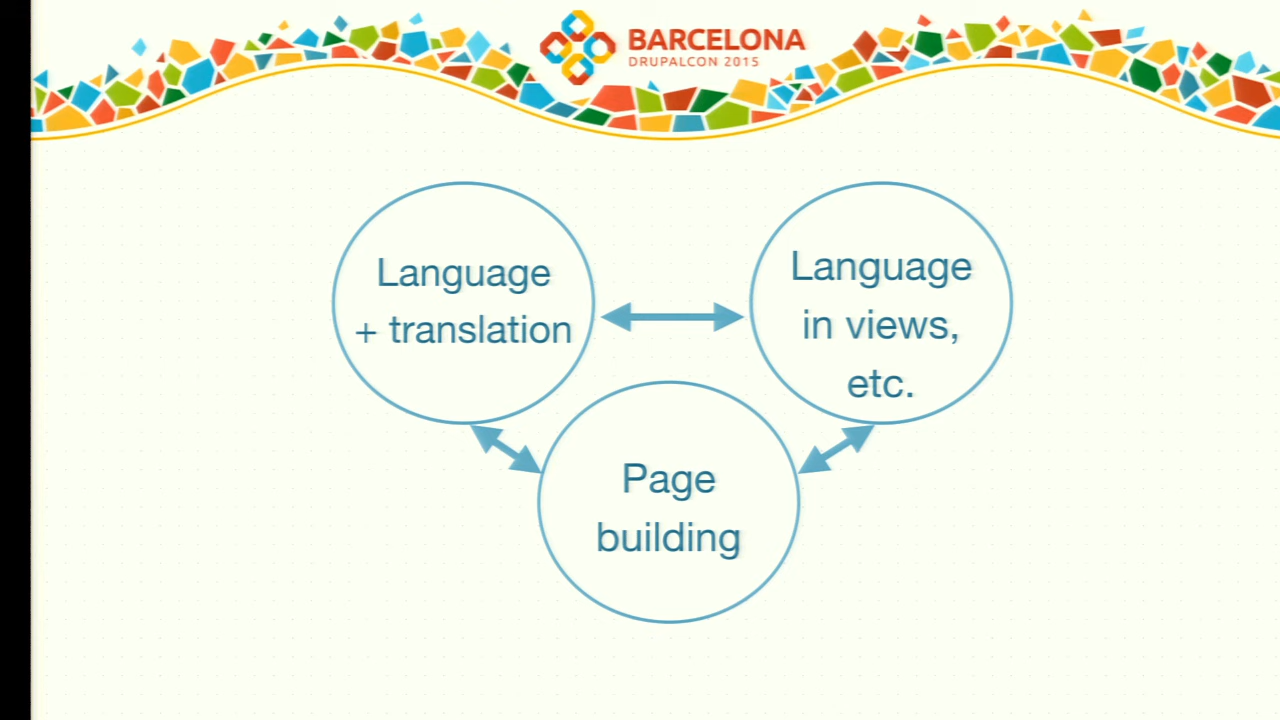 BARCELONA
DRUPALCON 2015
Language
+ translation
Language
in views,
etc.
Page
building